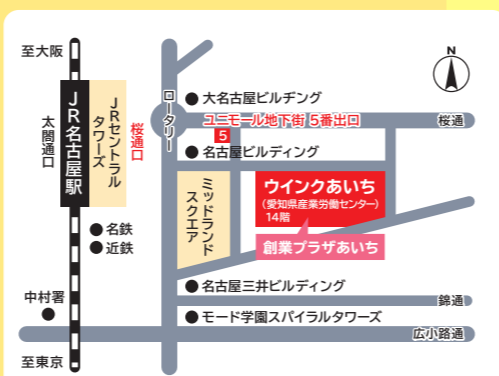 至大阪
N
大名古屋ビルヂング
ロータリー
JRセントラル
タワーズ
JR名古屋駅
桜通口
太閤通口
ユニモール地下街 5番出口
桜通
5
名古屋ビルディング
ミッドランド
スクエア
ウインクあいち
(愛知県産業労働センター)
14階
創業プラザあいち
名鉄
近鉄
名古屋三井ビルディング
中村署
錦通
モード学園スパイラルタワーズ
広小路通
至東京